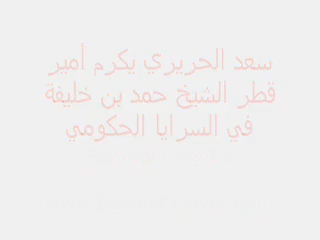 سعد الحريري يكرم أمير
قطر الشيخ حمد بن خليفة
في السرايا الحكومي